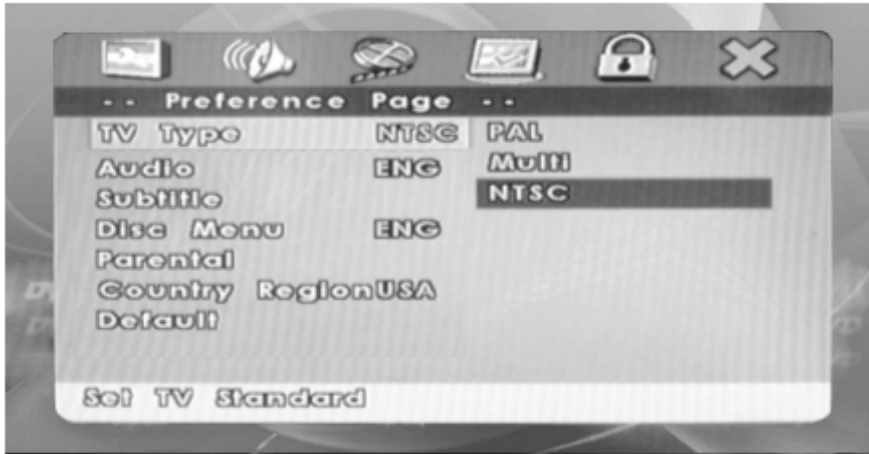 -- Preference Page --
TV Type NTSC PAL
Audio ENG Multi
Subtitle NTSC
Disc Menu ENG
Parental
Country Region USA
Default
Set TV Standard